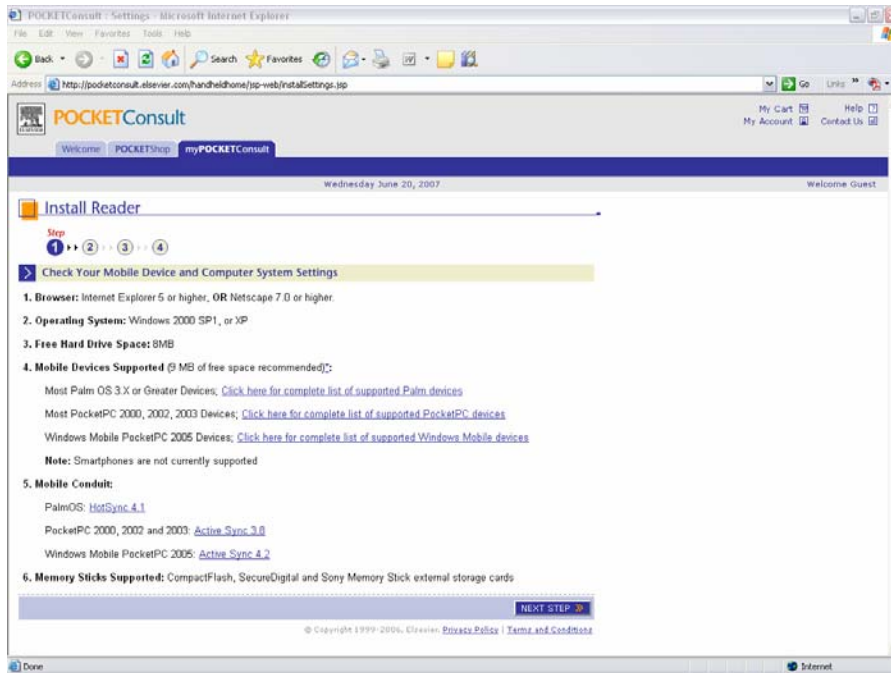 POCKETConsult : Settings - Microsoft Internet Explorer
File Edit View Favorites Tools Help
Back Search Favorites
Address http://pocketconsult.elsevier.com/handheldhome/jsp-web/installSettings.jsp Go Links »
ELSEVIER POCKETConsult My Cart Help
My Account Contact Us
Welcome POCKETShop myPOCKETConsult
Wednesday June 20, 2007 Welcome Guest
Install Reader
Step
1 2 3 4
Check Your Mobile Device and Computer System Settings
1. Browser: Internet Explorer 5 or higher, OR Netscape 7.0 or higher.
2. Operating System: Windows 2000 SP1, or XP
3. Free Hard Drive Space: 8MB
4. Mobile Devices Supported (9 MB of free space recommended)*:
Most Palm OS 3.X or Greater Devices; Click here for complete list of supported Palm devices
Most PocketPC 2000, 2002, 2003 Devices; Click here for complete list of supported PocketPC devices
Windows Mobile PocketPC 2005 Devices; Click here for complete list of supported Windows Mobile devices
Note: Smartphones are not currently supported
5. Mobile Conduit:
PalmOS: HotSync 4.1
PocketPC 2000, 2002 and 2003: Active Sync 3.8
Windows Mobile PocketPC 2005: Active Sync 4.2
6. Memory Sticks Supported: CompactFlash, SecureDigital and Sony Memory Stick external storage cards
NEXT STEP »
© Copyright 1999-2006, Elsevier. Privacy Policy | Terms and Conditions
Done Internet